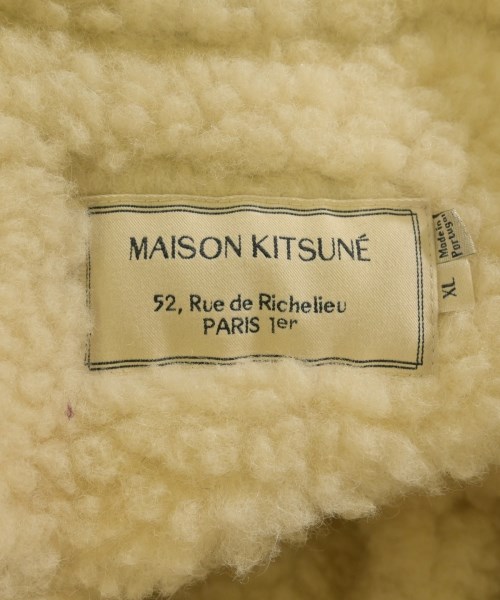 MAISON KITSUNÉ
52, Rue de Richelieu
PARIS 1er
Made in
Portugal
XL